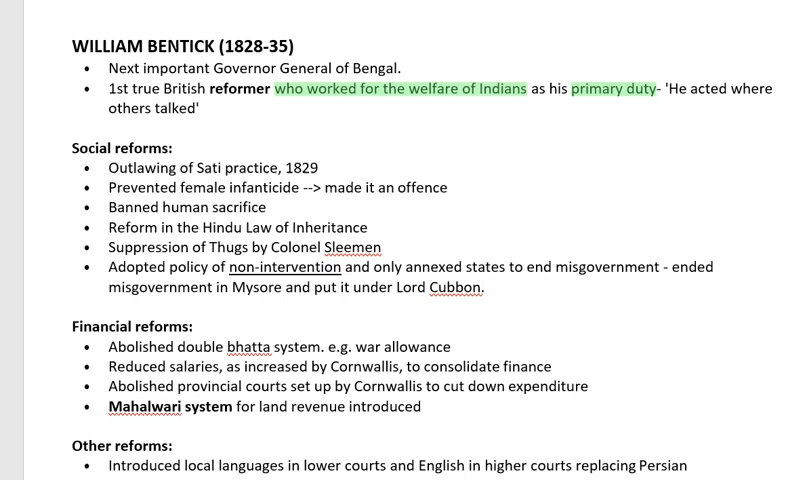 WILLIAM BENTICK (1828-35)
• Next important Governor General of Bengal.
• 1st true British reformer who worked for the welfare of Indians as his primary duty- 'He acted where
others talked'
Social reforms:
• Outlawing of Sati practice, 1829
• Prevented female infanticide --> made it an offence
• Banned human sacrifice
• Reform in the Hindu Law of Inheritance
• Suppression of Thugs by Colonel Sleemen
• Adopted policy of non-intervention and only annexed states to end misgovernment - ended
misgovernment in Mysore and put it under Lord Cubbon.
Financial reforms:
• Abolished double bhatta system. e.g. war allowance
• Reduced salaries, as increased by Cornwallis, to consolidate finance
• Abolished provincial courts set up by Cornwallis to cut down expenditure
• Mahalwari system for land revenue introduced
Other reforms:
• Introduced local languages in lower courts and English in higher courts replacing Persian